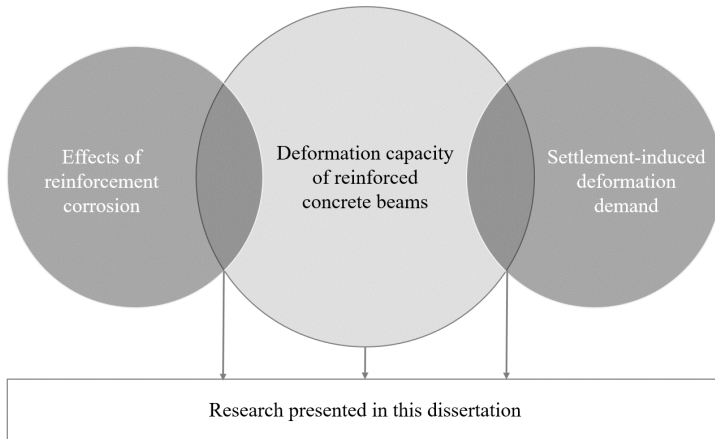 Effects of
reinforcement
corrosion
Deformation capacity
of reinforced
concrete beams
Settlement-induced
deformation
demand
Research presented in this dissertation